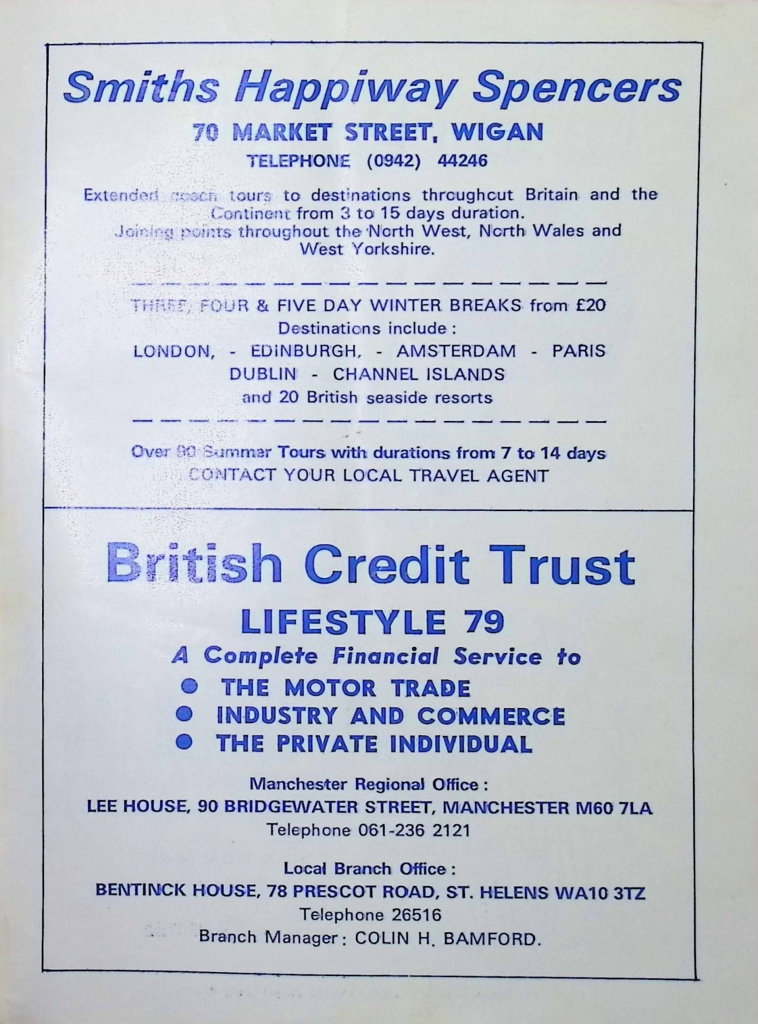 Smiths Happiway Spencers
70 MARKET STREET, WIGAN
TELEPHONE (0942) 44246
Extended coach tours to destinations throughout Britain and the
Continent from 3 to 15 days duration.
Joining points throughout the North West, North Wales and
West Yorkshire.
THREE, FOUR & FIVE DAY WINTER BREAKS from £20
Destinations include :
LONDON, - EDINBURGH, - AMSTERDAM - PARIS
DUBLIN - CHANNEL ISLANDS
and 20 British seaside resorts
Over Summer Tours with durations from 7 to 14 days
CONTACT YOUR LOCAL TRAVEL AGENT
British Credit Trust
LIFESTYLE 79
A Complete Financial Service to
● THE MOTOR TRADE
● INDUSTRY AND COMMERCE
● THE PRIVATE INDIVIDUAL
Manchester Regional Office :
LEE HOUSE, 90 BRIDGEWATER STREET, MANCHESTER M60 7LA
Telephone 061-236 2121
Local Branch Office :
BENTINCK HOUSE, 78 PRESCOT ROAD, ST. HELENS WA10 3TZ
Telephone 26516
Branch Manager : COLIN H. BAMFORD.